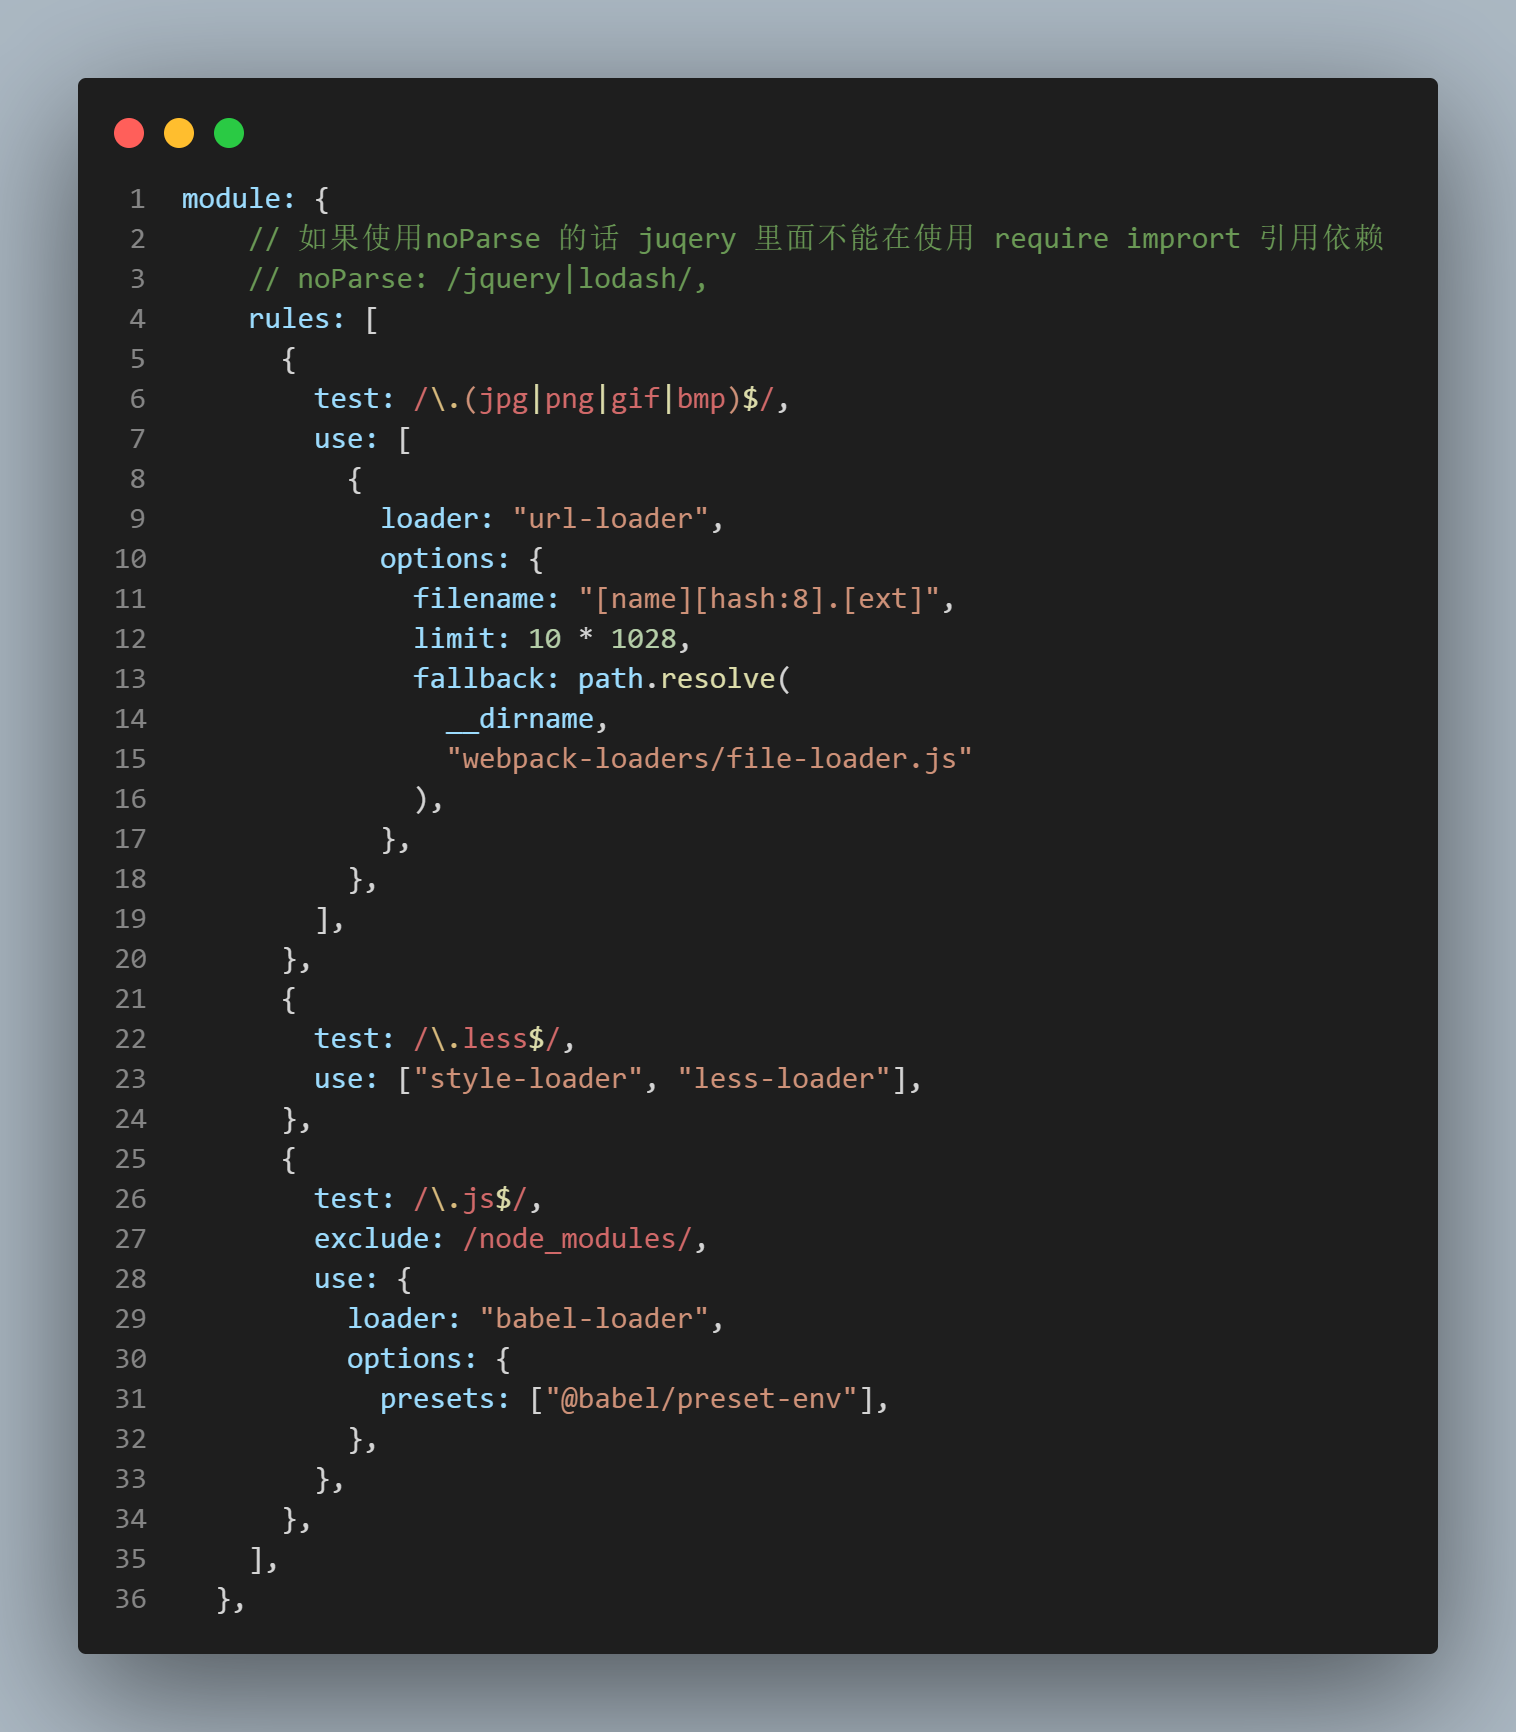 1 module: {
2 // 如果使用noParse 的话 juqery 里面不能在使用 require imprort 引用依赖
3 // noParse: /jquery|lodash/,
4 rules: [
5 {
6 test: /\.(jpg|png|gif|bmp)$/,
7 use: [
8 {
9 loader: "url-loader",
10 options: {
11 filename: "[name][hash:8].[ext]",
12 limit: 10 * 1028,
13 fallback: path.resolve(
14 __dirname,
15 "webpack-loaders/file-loader.js"
16 ),
17 },
18 },
19 ],
20 },
21 {
22 test: /\.less$/,
23 use: ["style-loader", "less-loader"],
24 },
25 {
26 test: /\.js$/,
27 exclude: /node_modules/,
28 use: {
29 loader: "babel-loader",
30 options: {
31 presets: ["@babel/preset-env"],
32 },
33 },
34 },
35 ],
36 },